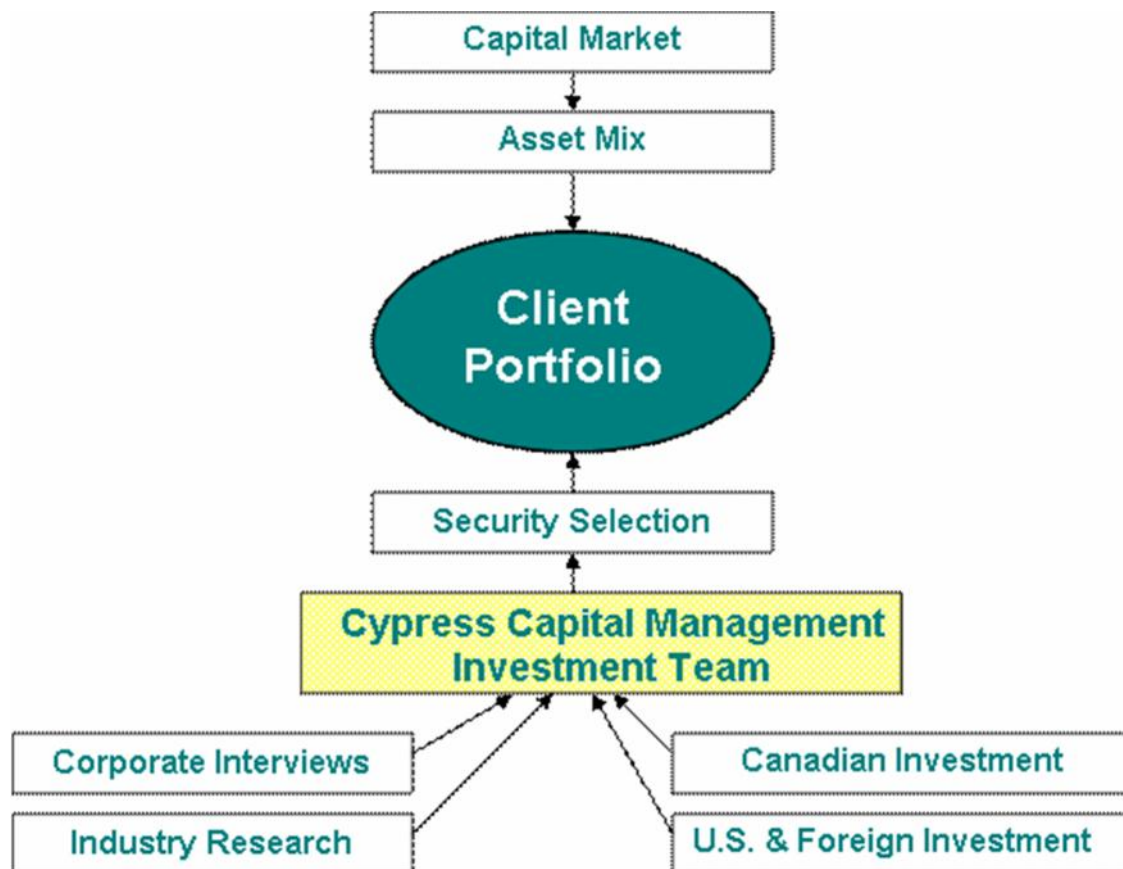 Capital Market
Asset Mix
Client
Portfolio
Security Selection
Cypress Capital Management
Investment Team
Corporate Interviews
Canadian Investment
Industry Research
U.S. & Foreign Investment